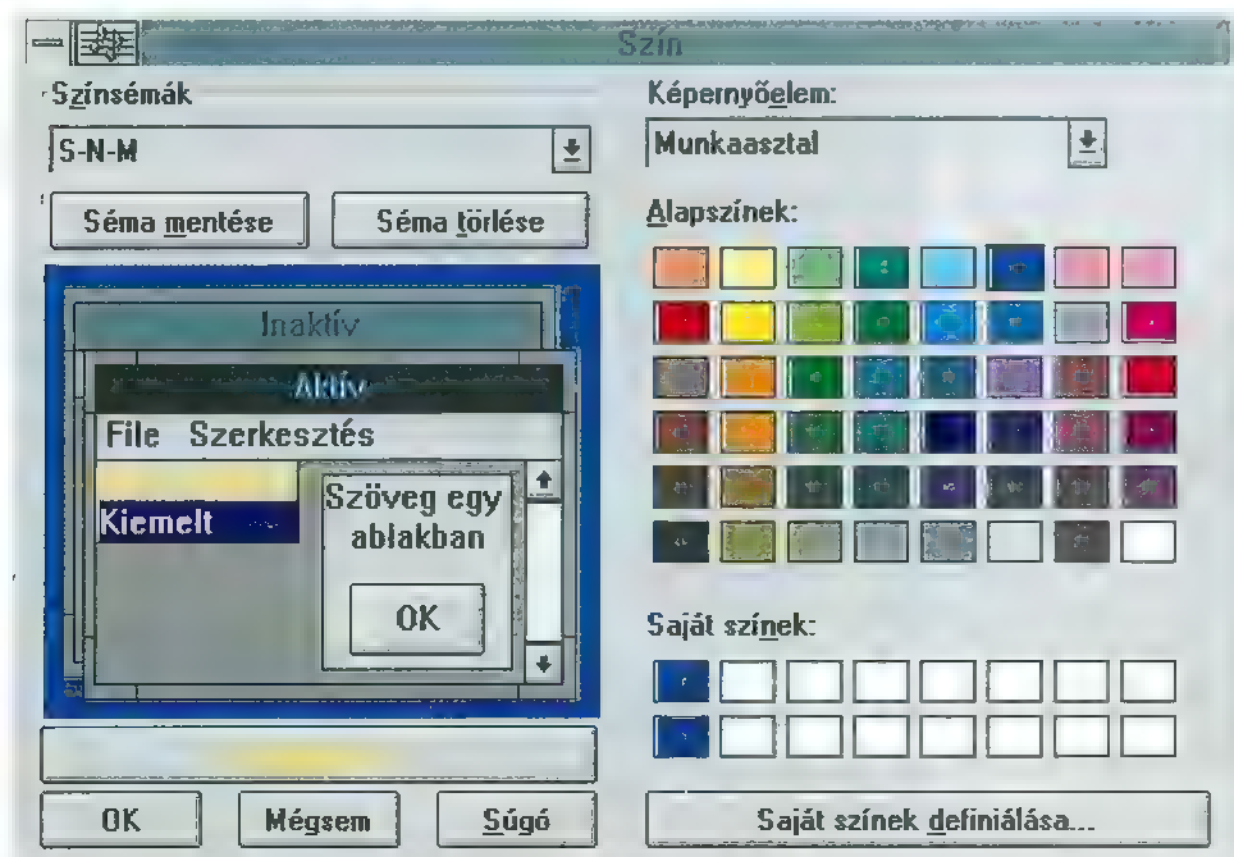 Szín
Színsémák
S-N-M
Séma mentése
Séma törlése
Inaktív
Aktív
File Szerkesztés
Kiemelt
Szöveg egy
ablakban
OK
OK
Mégsem
Súgó
Képernyőelem:
Munkaasztal
Alapszínek:
Saját színek:
Saját színek definiálása...